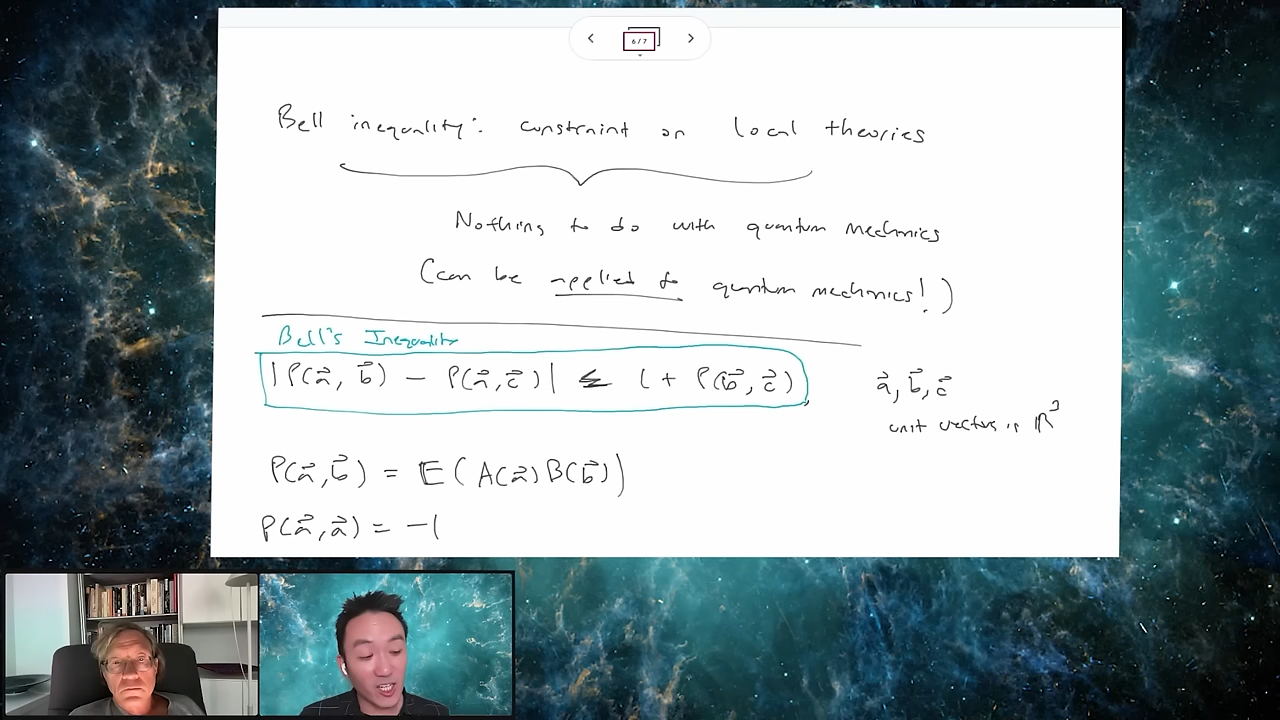 6/7
Bell inequality: constraint on local theories
Nothing to do with quantum mechanics
(can be applied to quantum mechanics!)
Bell's Inequality
|P(a⃗, b⃗) − P(a⃗, c⃗)| ≤ 1 + P(b⃗, c⃗),
a⃗, b⃗, c⃗
unit vectors in ℝ³
P(a⃗, b⃗) = 𝔼(A(a⃗)B(b⃗))
P(a⃗, a⃗) = −1